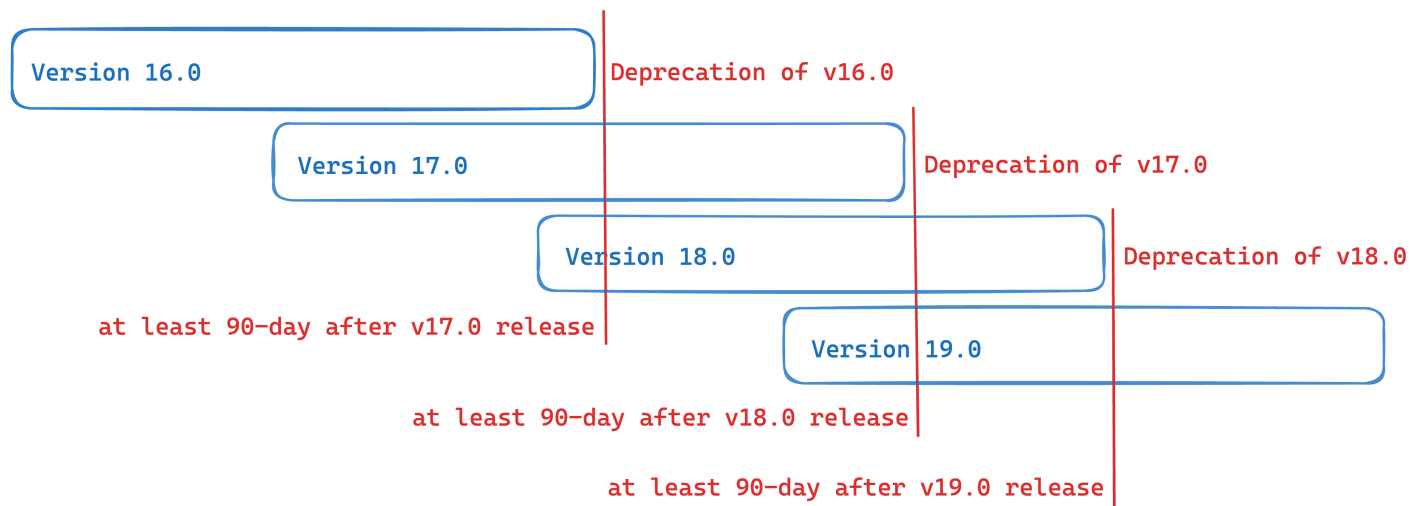 Version 16.0
Deprecation of v16.0
Version 17.0
Deprecation of v17.0
Version 18.0
Deprecation of v18.0
at least 90-day after v17.0 release
Version 19.0
at least 90-day after v18.0 release
at least 90-day after v19.0 release